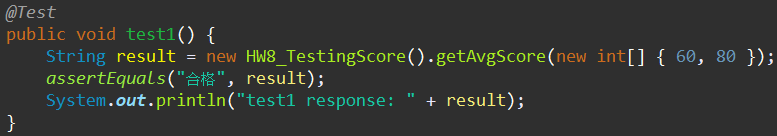 @Test
public void test1() {
String result = new HW8_TestingScore().getAvgScore(new int[] { 60, 80 });
assertEquals("合格", result);
System.out.println("test1 response: " + result);
}